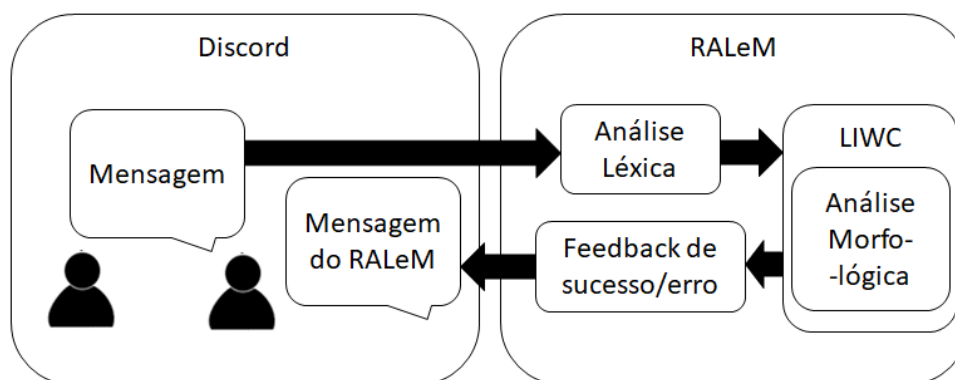 Discord
RALeM
Mensagem
Análise
Léxica
LIWC
Análise
Morfo-
-lógica
Mensagem
do RALeM
Feedback de
sucesso/erro